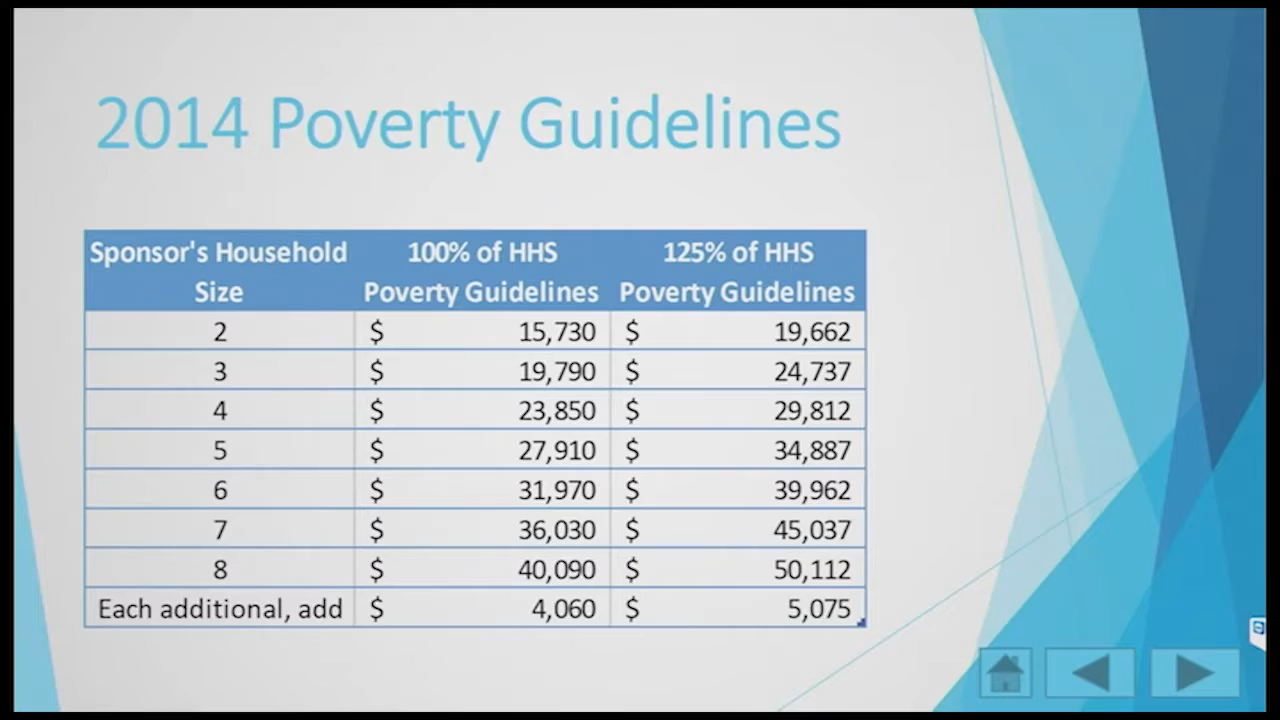 2014 Poverty Guidelines
Sponsor's Household Size 100% of HHS Poverty Guidelines 125% of HHS Poverty Guidelines
2 $ 15,730 $ 19,662
3 $ 19,790 $ 24,737
4 $ 23,850 $ 29,812
5 $ 27,910 $ 34,887
6 $ 31,970 $ 39,962
7 $ 36,030 $ 45,037
8 $ 40,090 $ 50,112
Each additional, add $ 4,060 $ 5,075